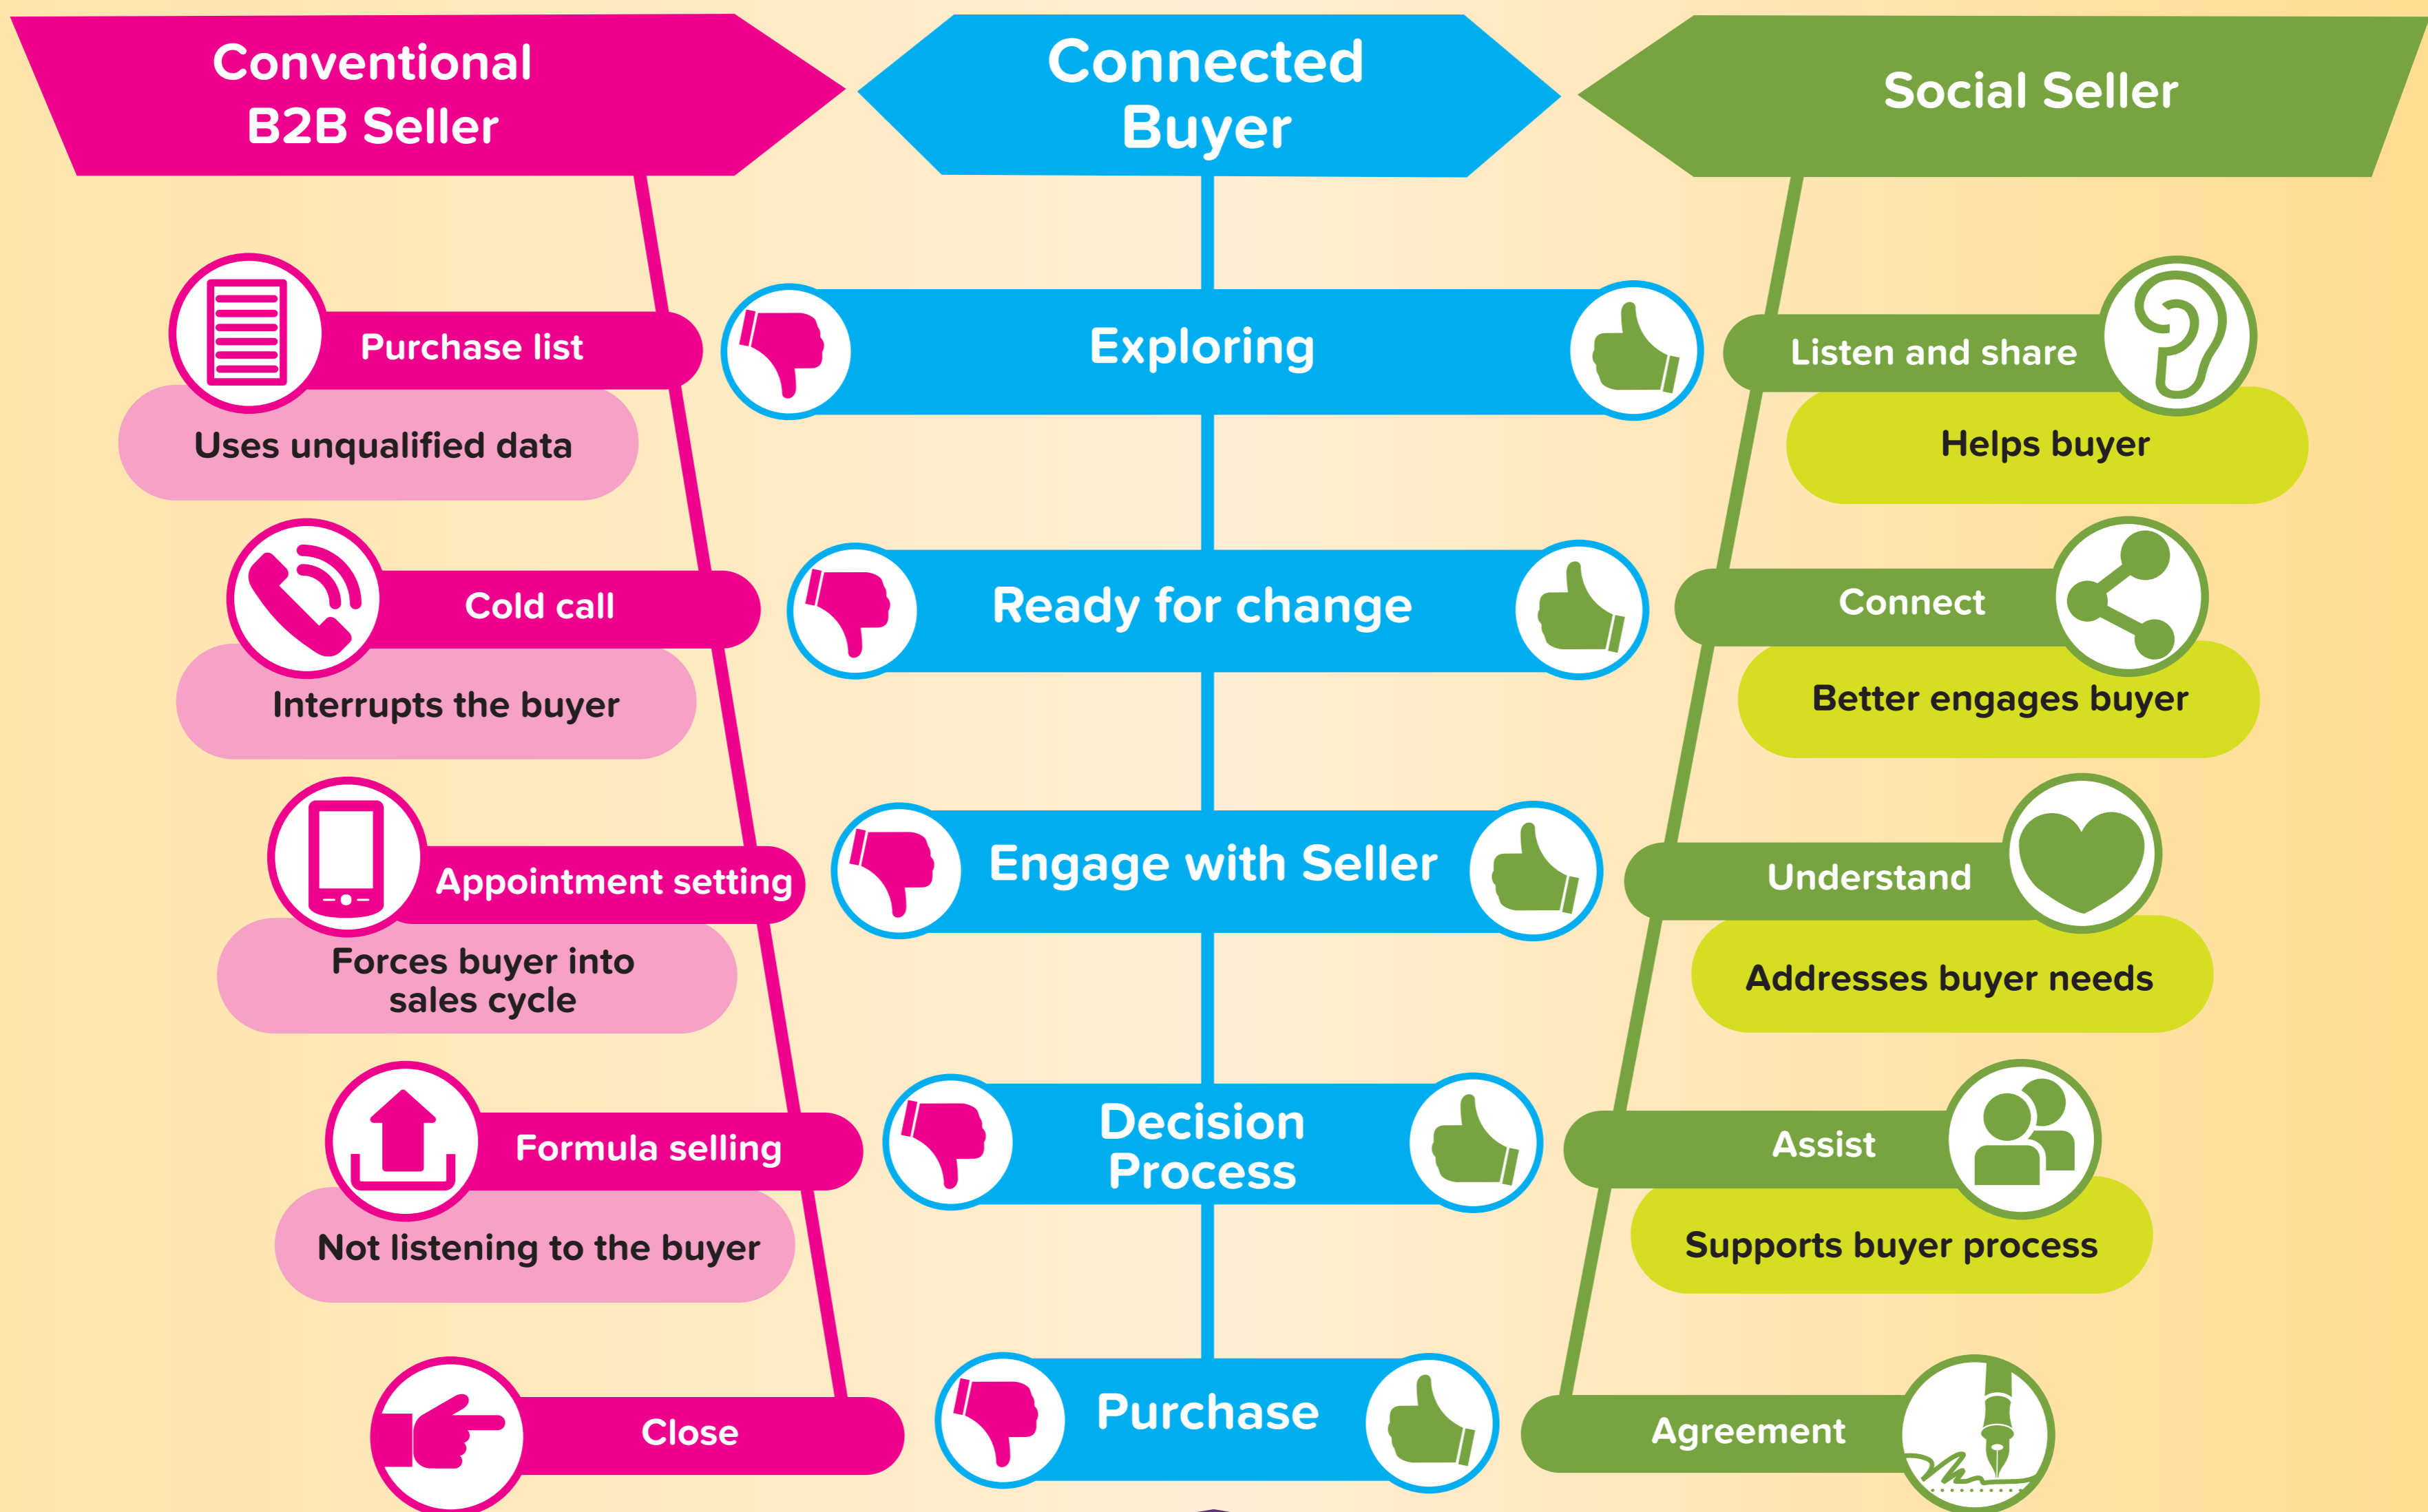 Conventional
B2B Seller
Connected
Buyer
Social Seller
Purchase list
Exploring
Listen and share
Uses unqualified data
Helps buyer
Cold call
Ready for change
Connect
Interrupts the buyer
Better engages buyer
Appointment setting
Engage with Seller
Understand
Forces buyer into
sales cycle
Addresses buyer needs
Formula selling
Decision
Process
Assist
Not listening to the buyer
Supports buyer process
Close
Purchase
Agreement